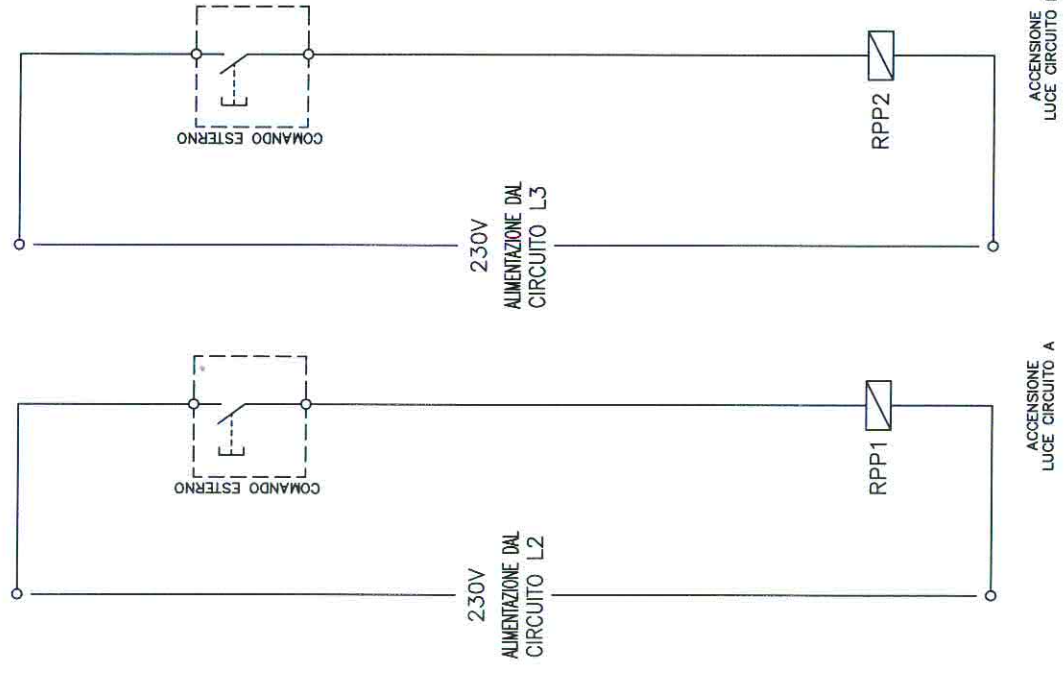 COMANDO ESTERNO
230V
ALIMENTAZIONE DAL
CIRCUITO L2
RPP1
ACCENSIONE
LUCE CIRCUITO A
COMANDO ESTERNO
230V
ALIMENTAZIONE DAL
CIRCUITO L3
RPP2
ACCENSIONE
LUCE CIRCUITO